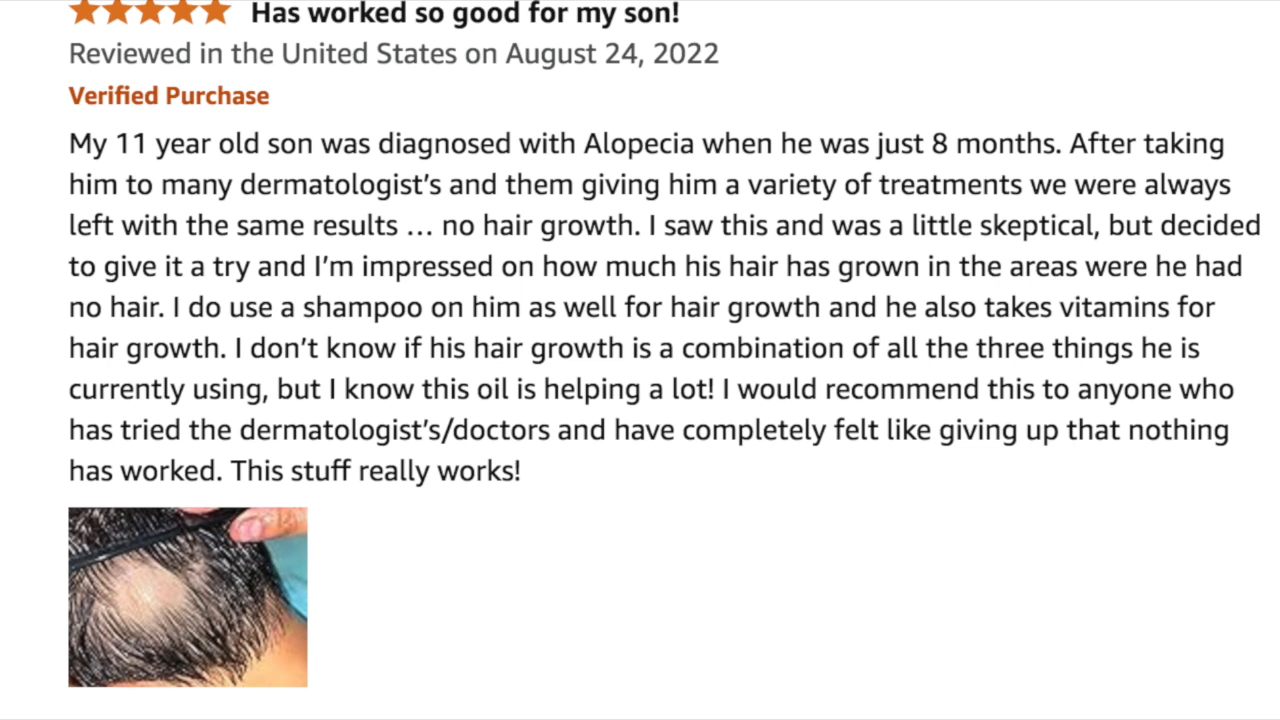 Has worked so good for my son!
Reviewed in the United States on August 24, 2022
Verified Purchase
My 11 year old son was diagnosed with Alopecia when he was just 8 months. After taking
him to many dermatologist's and them giving him a variety of treatments we were always
left with the same results … no hair growth. I saw this and was a little skeptical, but decided
to give it a try and I'm impressed on how much his hair has grown in the areas were he had
no hair. I do use a shampoo on him as well for hair growth and he also takes vitamins for
hair growth. I don't know if his hair growth is a combination of all the three things he is
currently using, but I know this oil is helping a lot! I would recommend this to anyone who
has tried the dermatologist's/doctors and have completely felt like giving up that nothing
has worked. This stuff really works!